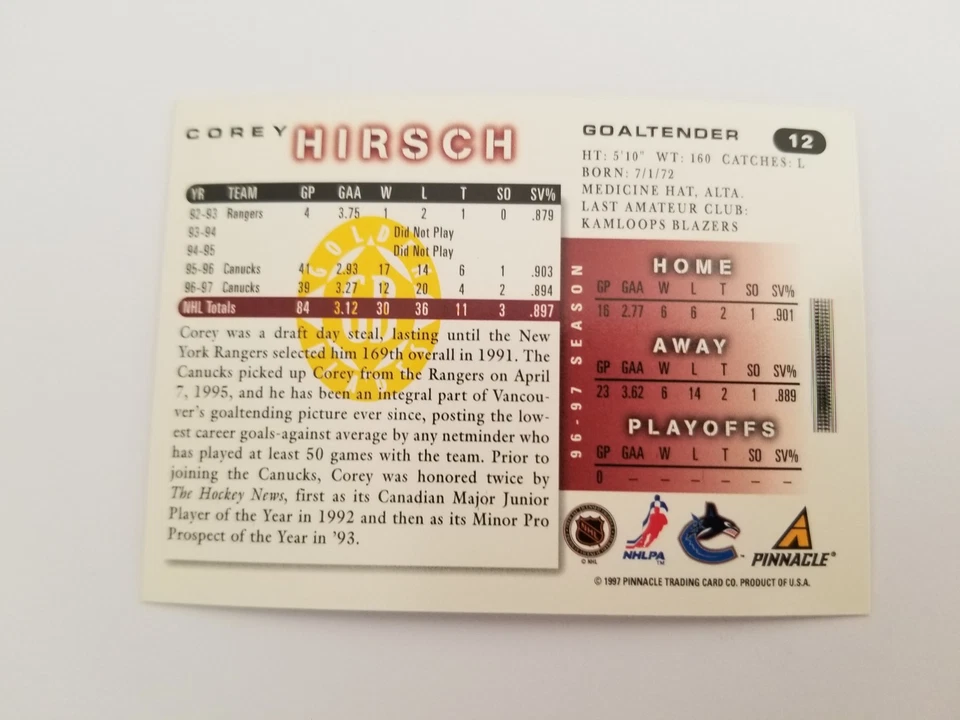 COREY HIRSCH
YR TEAM GP GAA W L T SO SV%
92-93 Rangers 4 3.75 1 2 1 0 .879
93-94 Did Not Play
94-95 Did Not Play
95-96 Canucks 41 2.93 17 14 6 1 .903
96-97 Canucks 39 3.27 12 20 4 2 .894
NHL Totals 84 3.12 30 36 11 3 .897
Corey was a draft day steal, lasting until the New
York Rangers selected him 169th overall in 1991. The
Canucks picked up Corey from the Rangers on April
7, 1995, and he has been an integral part of Vancou-
ver's goaltending picture ever since, posting the low-
est career goals-against average by any netminder who
has played at least 50 games with the team. Prior to
joining the Canucks, Corey was honored twice by
The Hockey News, first as its Canadian Major Junior
Player of the Year in 1992 and then as its Minor Pro
Prospect of the Year in '93.
GOALTENDER 12
HT: 5'10" WT: 160 CATCHES: L
BORN: 7/1/72
MEDICINE HAT, ALTA.
LAST AMATEUR CLUB:
KAMLOOPS BLAZERS
96-97 SEASON
HOME
GP GAA W L T SO SV%
16 2.77 6 6 2 1 .901
AWAY
GP GAA W L T SO SV%
23 3.62 6 14 2 1 .889
PLAYOFFS
GP GAA W L T SO SV%
0 – – – – – –
NHL
© NHL
NHLPA
TM
PINNACLE®
© 1997 PINNACLE TRADING CARD CO. PRODUCT OF U.S.A.